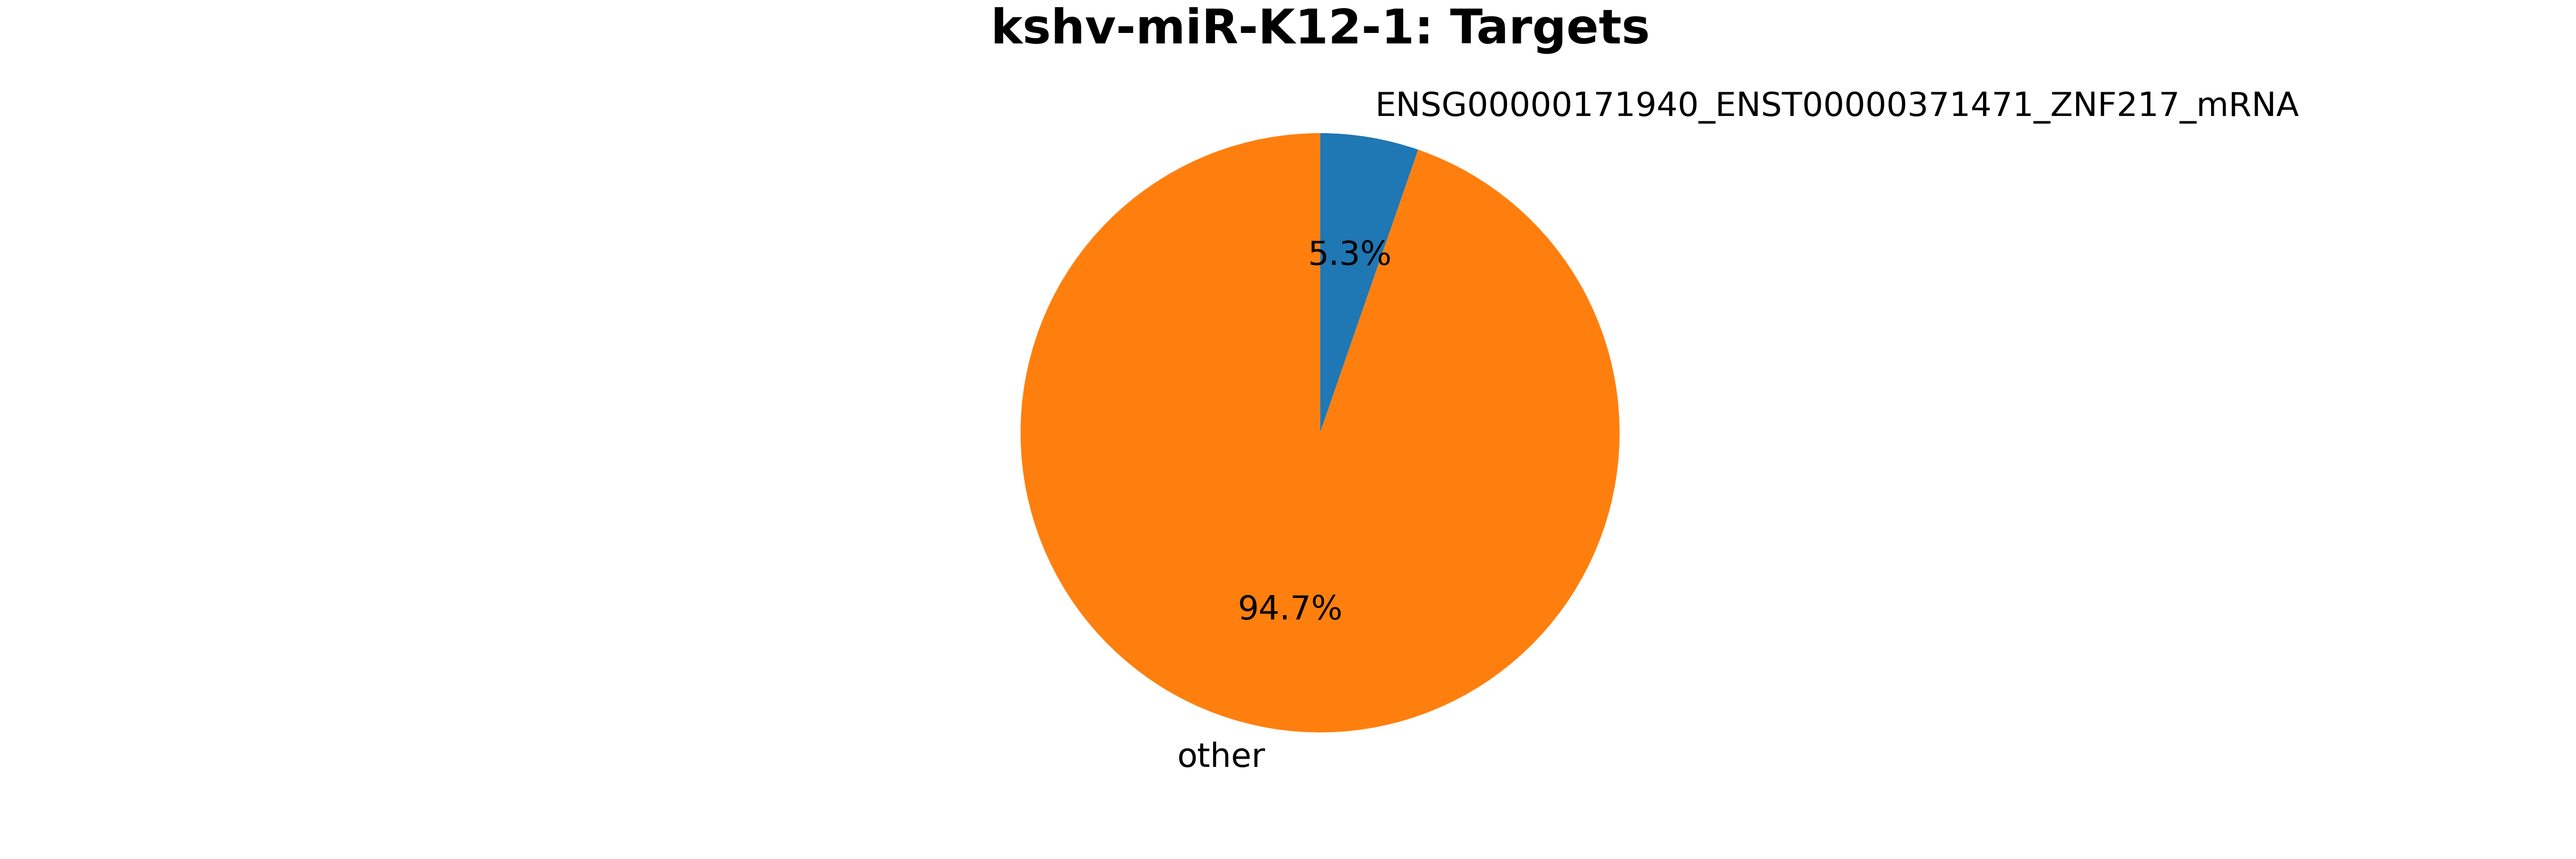 kshv-miR-K12-1: Targets
ENSG00000171940_ENST00000371471_ZNF217_mRNA
5.3%
94.7%
other